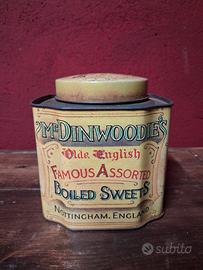 McDINWOODIE'S
Olde English
FAMOUS ASSORTED
BOILED SWEETS
NOTTINGHAM, ENGLAND
subito